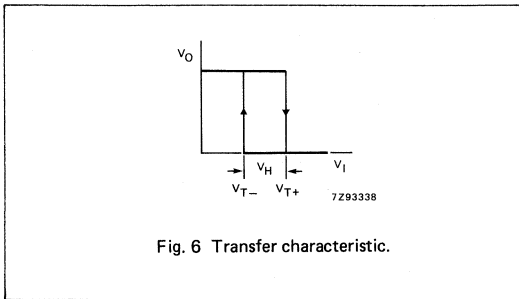 VO
VH
VI
VT− VT+
7Z93338
Fig. 6 Transfer characteristic.